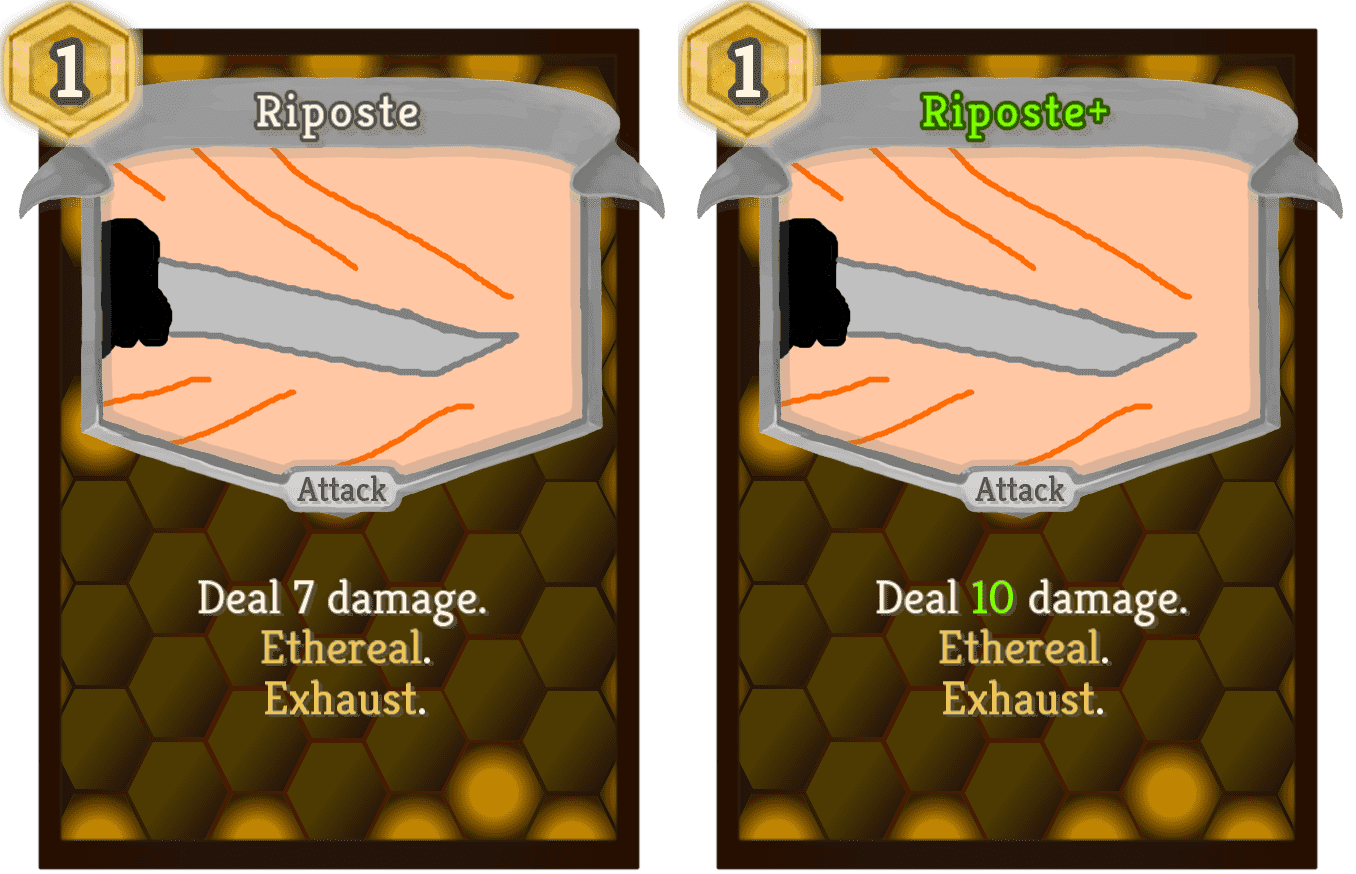 1
Riposte
Attack
Deal 7 damage.
Ethereal.
Exhaust.
1
Riposte+
Attack
Deal 10 damage.
Ethereal.
Exhaust.